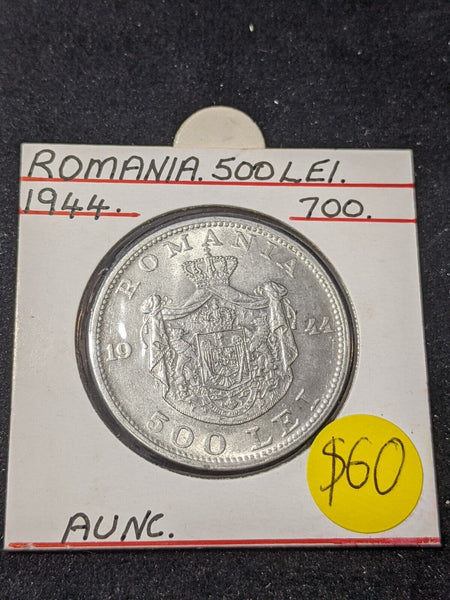 ROMANIA. 500 LEI.
1944. 700.
ROMANIA
19 44
500 LEI
$60
AUNC.